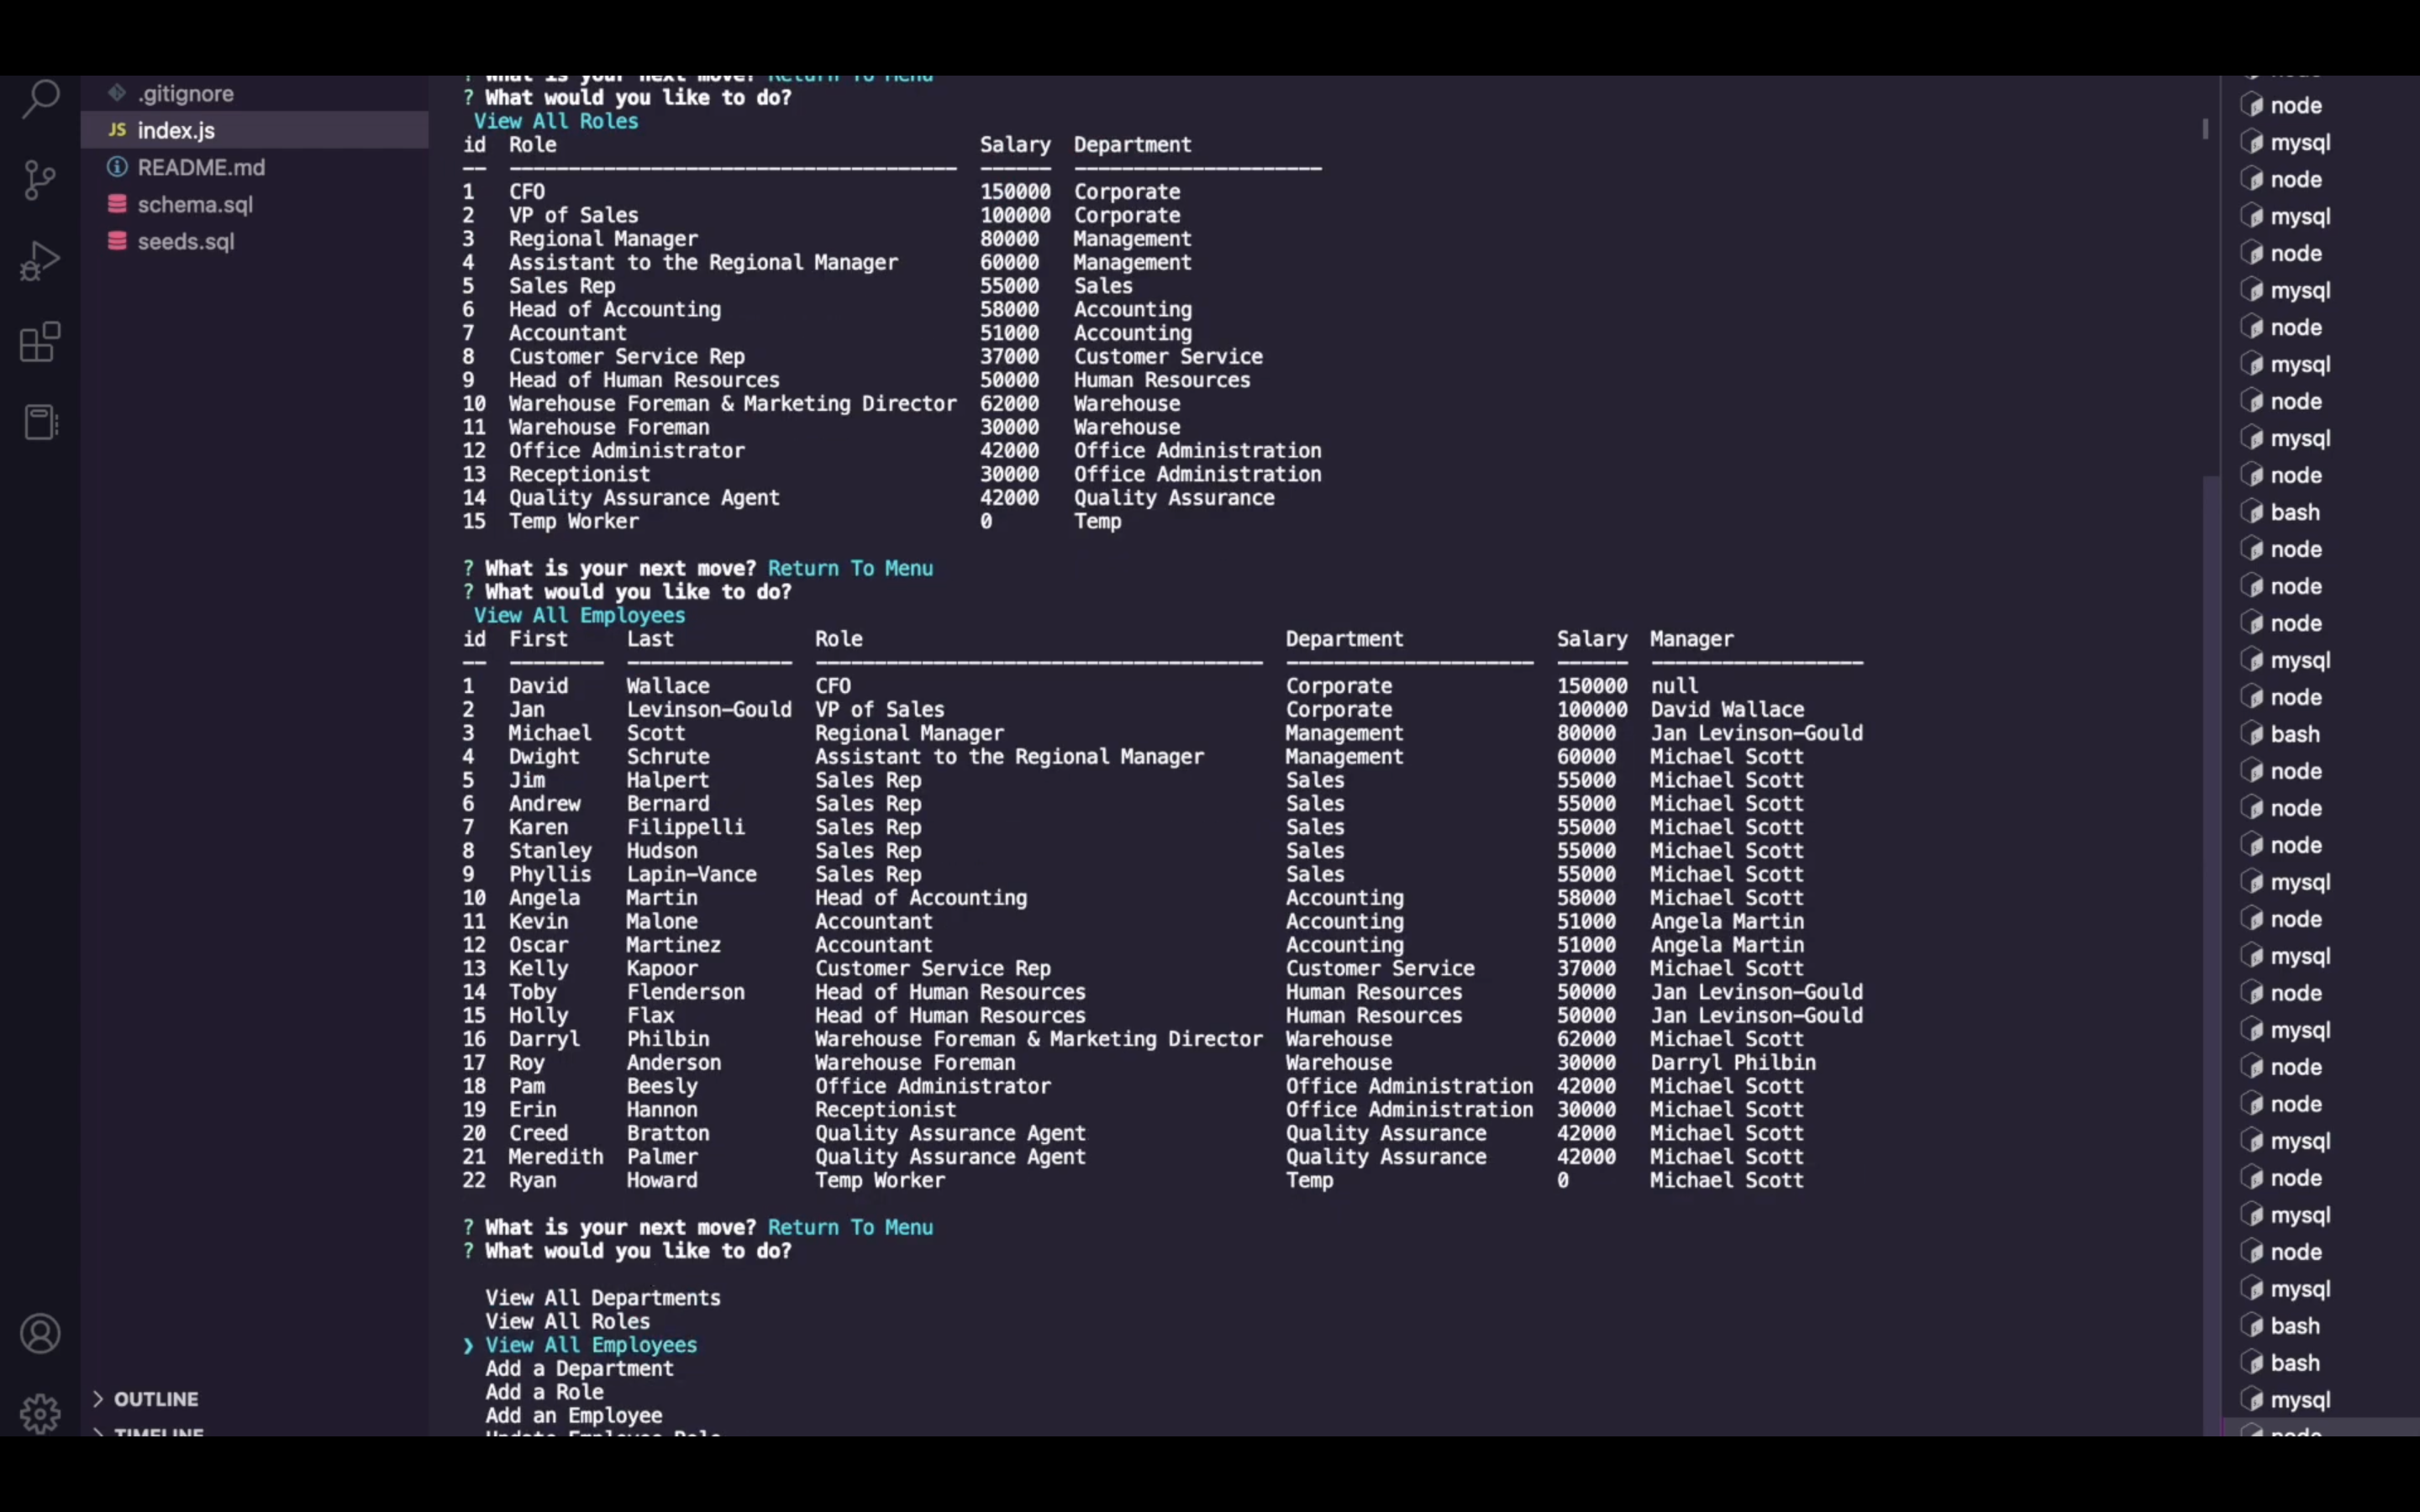 .gitignore
JS index.js
README.md
schema.sql
seeds.sql
OUTLINE
TIMELINE
? What is your next move? Return To Menu
? What would you like to do?
View All Roles
id Role Salary Department
-- -------------------------------------- ------ ---------------------
1 CFO 150000 Corporate
2 VP of Sales 100000 Corporate
3 Regional Manager 80000 Management
4 Assistant to the Regional Manager 60000 Management
5 Sales Rep 55000 Sales
6 Head of Accounting 58000 Accounting
7 Accountant 51000 Accounting
8 Customer Service Rep 37000 Customer Service
9 Head of Human Resources 50000 Human Resources
10 Warehouse Foreman & Marketing Director 62000 Warehouse
11 Warehouse Foreman 30000 Warehouse
12 Office Administrator 42000 Office Administration
13 Receptionist 30000 Office Administration
14 Quality Assurance Agent 42000 Quality Assurance
15 Temp Worker 0 Temp
? What is your next move? Return To Menu
? What would you like to do?
View All Employees
id First Last Role Department Salary Manager
-- -------- -------------- -------------------------------------- --------------------- ------ ------------------
1 David Wallace CFO Corporate 150000 null
2 Jan Levinson-Gould VP of Sales Corporate 100000 David Wallace
3 Michael Scott Regional Manager Management 80000 Jan Levinson-Gould
4 Dwight Schrute Assistant to the Regional Manager Management 60000 Michael Scott
5 Jim Halpert Sales Rep Sales 55000 Michael Scott
6 Andrew Bernard Sales Rep Sales 55000 Michael Scott
7 Karen Filippelli Sales Rep Sales 55000 Michael Scott
8 Stanley Hudson Sales Rep Sales 55000 Michael Scott
9 Phyllis Lapin-Vance Sales Rep Sales 55000 Michael Scott
10 Angela Martin Head of Accounting Accounting 58000 Michael Scott
11 Kevin Malone Accountant Accounting 51000 Angela Martin
12 Oscar Martinez Accountant Accounting 51000 Angela Martin
13 Kelly Kapoor Customer Service Rep Customer Service 37000 Michael Scott
14 Toby Flenderson Head of Human Resources Human Resources 50000 Jan Levinson-Gould
15 Holly Flax Head of Human Resources Human Resources 50000 Jan Levinson-Gould
16 Darryl Philbin Warehouse Foreman & Marketing Director Warehouse 62000 Michael Scott
17 Roy Anderson Warehouse Foreman Warehouse 30000 Darryl Philbin
18 Pam Beesly Office Administrator Office Administration 42000 Michael Scott
19 Erin Hannon Receptionist Office Administration 30000 Michael Scott
20 Creed Bratton Quality Assurance Agent Quality Assurance 42000 Michael Scott
21 Meredith Palmer Quality Assurance Agent Quality Assurance 42000 Michael Scott
22 Ryan Howard Temp Worker Temp 0 Michael Scott
? What is your next move? Return To Menu
? What would you like to do?
View All Departments
View All Roles
❯ View All Employees
Add a Department
Add a Role
Add an Employee
Update Employee Role
node
mysql
node
mysql
node
mysql
node
mysql
node
mysql
node
bash
node
node
node
mysql
node
bash
node
node
node
mysql
node
mysql
node
mysql
node
node
mysql
node
mysql
node
mysql
bash
bash
mysql
node